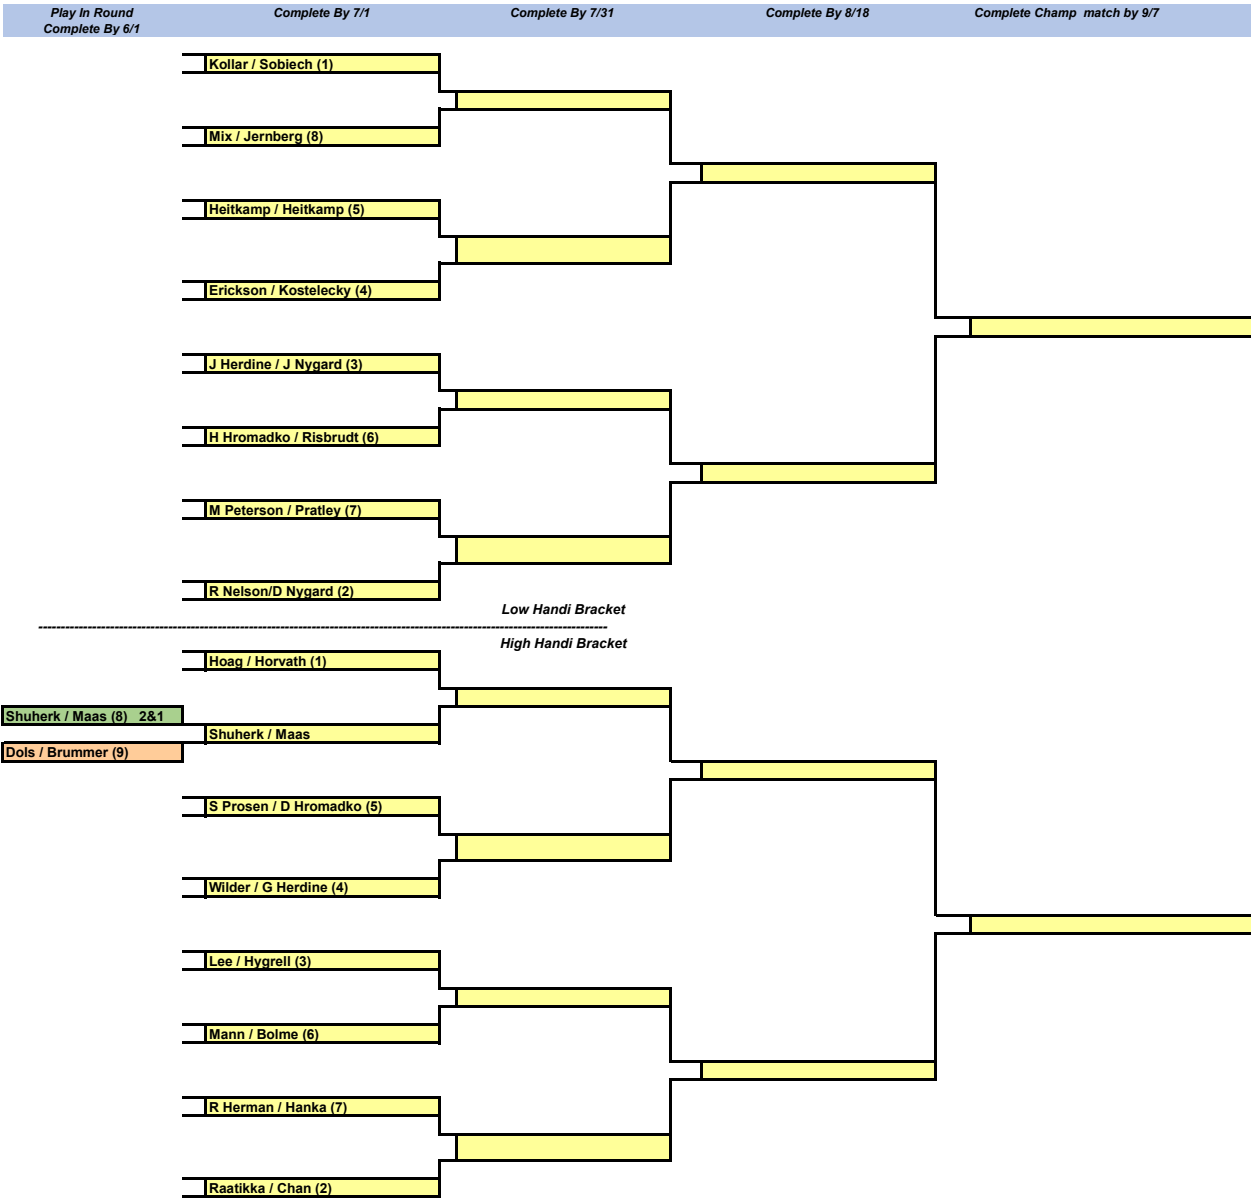 Play In Round
Complete By 6/1
Complete By 7/1
Complete By 7/31
Complete By 8/18
Complete Champ match by 9/7
Kollar / Sobiech (1)
Mix / Jernberg (8)
Heitkamp / Heitkamp (5)
Erickson / Kostelecky (4)
J Herdine / J Nygard (3)
H Hromadko / Risbrudt (6)
M Peterson / Pratley (7)
R Nelson/D Nygard (2)
Low Handi Bracket
High Handi Bracket
Hoag / Horvath (1)
Shuherk / Maas (8) 2&1
Shuherk / Maas
Dols / Brummer (9)
S Prosen / D Hromadko (5)
Wilder / G Herdine (4)
Lee / Hygrell (3)
Mann / Bolme (6)
R Herman / Hanka (7)
Raatikka / Chan (2)